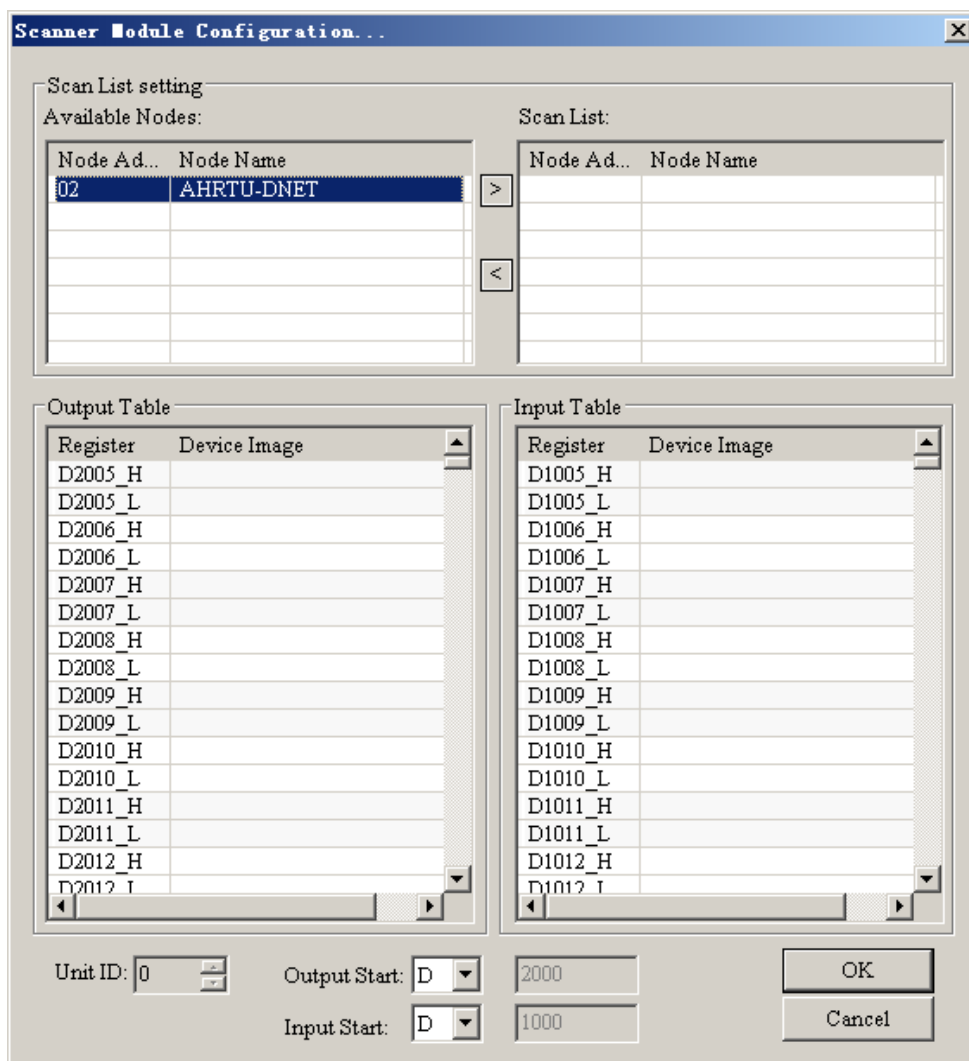 Scanner Module Configuration...
Scan List setting
Available Nodes:
Node Ad... Node Name
02 AHRTU-DNET
>
<
Scan List:
Node Ad... Node Name
Output Table
Register Device Image
D2005_H
D2005_L
D2006_H
D2006_L
D2007_H
D2007_L
D2008_H
D2008_L
D2009_H
D2009_L
D2010_H
D2010_L
D2011_H
D2011_L
D2012_H
D2012_L
Input Table
Register Device Image
D1005_H
D1005_L
D1006_H
D1006_L
D1007_H
D1007_L
D1008_H
D1008_L
D1009_H
D1009_L
D1010_H
D1010_L
D1011_H
D1011_L
D1012_H
D1012_L
Unit ID: 0
Output Start: D 2000
Input Start: D 1000
OK
Cancel